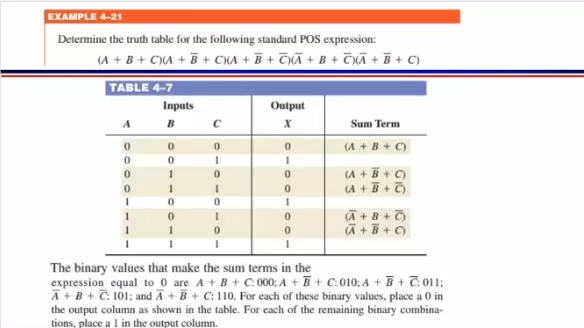 EXAMPLE 4–21
Determine the truth table for the following standard POS expression:
(A + B + C)(A + B̅ + C)(A + B̅ + C̅)(A̅ + B + C̅)(A̅ + B̅ + C)
TABLE 4–7
Inputs Output
A B C X Sum Term
0 0 0 0 (A + B + C)
0 0 1 1
0 1 0 0 (A + B̅ + C)
0 1 1 0 (A + B̅ + C̅)
1 0 0 1
1 0 1 0 (A̅ + B + C̅)
1 1 0 0 (A̅ + B̅ + C)
1 1 1 1
The binary values that make the sum terms in the
expression equal to 0 are A + B + C: 000; A + B̅ + C: 010; A + B̅ + C̅: 011;
A̅ + B + C̅: 101; and A̅ + B̅ + C: 110. For each of these binary values, place a 0 in
the output column as shown in the table. For each of the remaining binary combina-
tions, place a 1 in the output column.